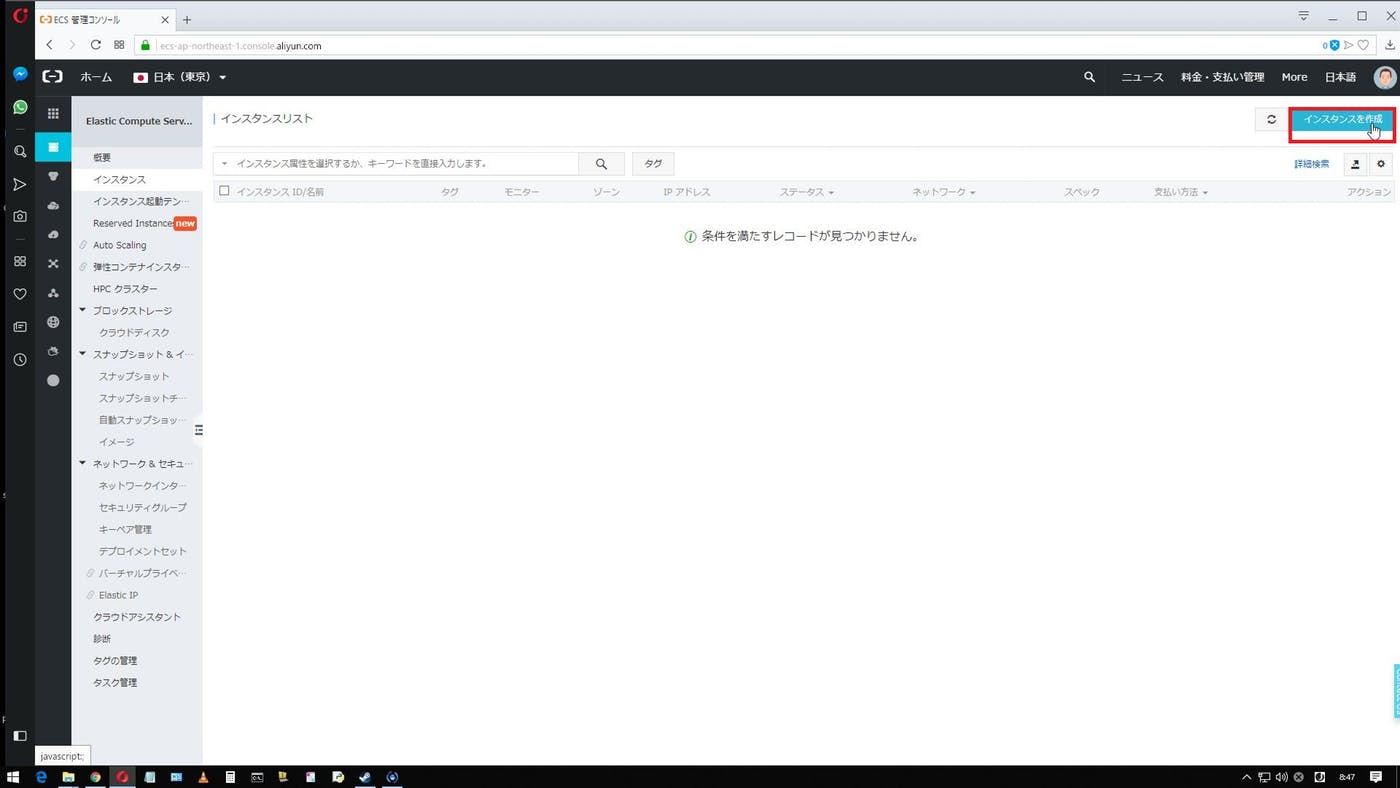 ECS 管理コンソール
ecs-ap-northeast-1.console.aliyun.com
0
ホーム
日本（東京）
ニュース
料金・支払い管理
More
日本語
Elastic Compute Serv...
概要
インスタンス
インスタンス起動テン…
Reserved Instance new
Auto Scaling
弾性コンテナインスタ…
HPC クラスター
ブロックストレージ
クラウドディスク
スナップショット & イ…
スナップショット
スナップショットチ…
自動スナップショッ…
イメージ
ネットワーク & セキュ…
ネットワークインタ…
セキュリティグループ
キーペア管理
デプロイメントセット
バーチャルプライベ…
Elastic IP
クラウドアシスタント
診断
タグの管理
タスク管理
インスタンスリスト
インスタンスを作成
インスタンス属性を選択するか、キーワードを直接入力します。
タグ
詳細検索
インスタンス ID/名前
タグ
モニター
ゾーン
IP アドレス
ステータス
ネットワーク
スペック
支払い方法
アクション
条件を満たすレコードが見つかりません。
javascript:;
8:47